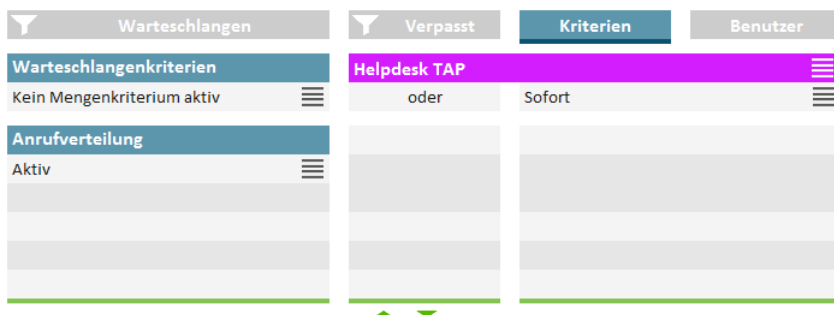 Warteschlangen
Verpasst
Kriterien
Benutzer
Warteschlangenkriterien
Helpdesk TAP
Kein Mengenkriterium aktiv
oder
Sofort
Anrufverteilung
Aktiv